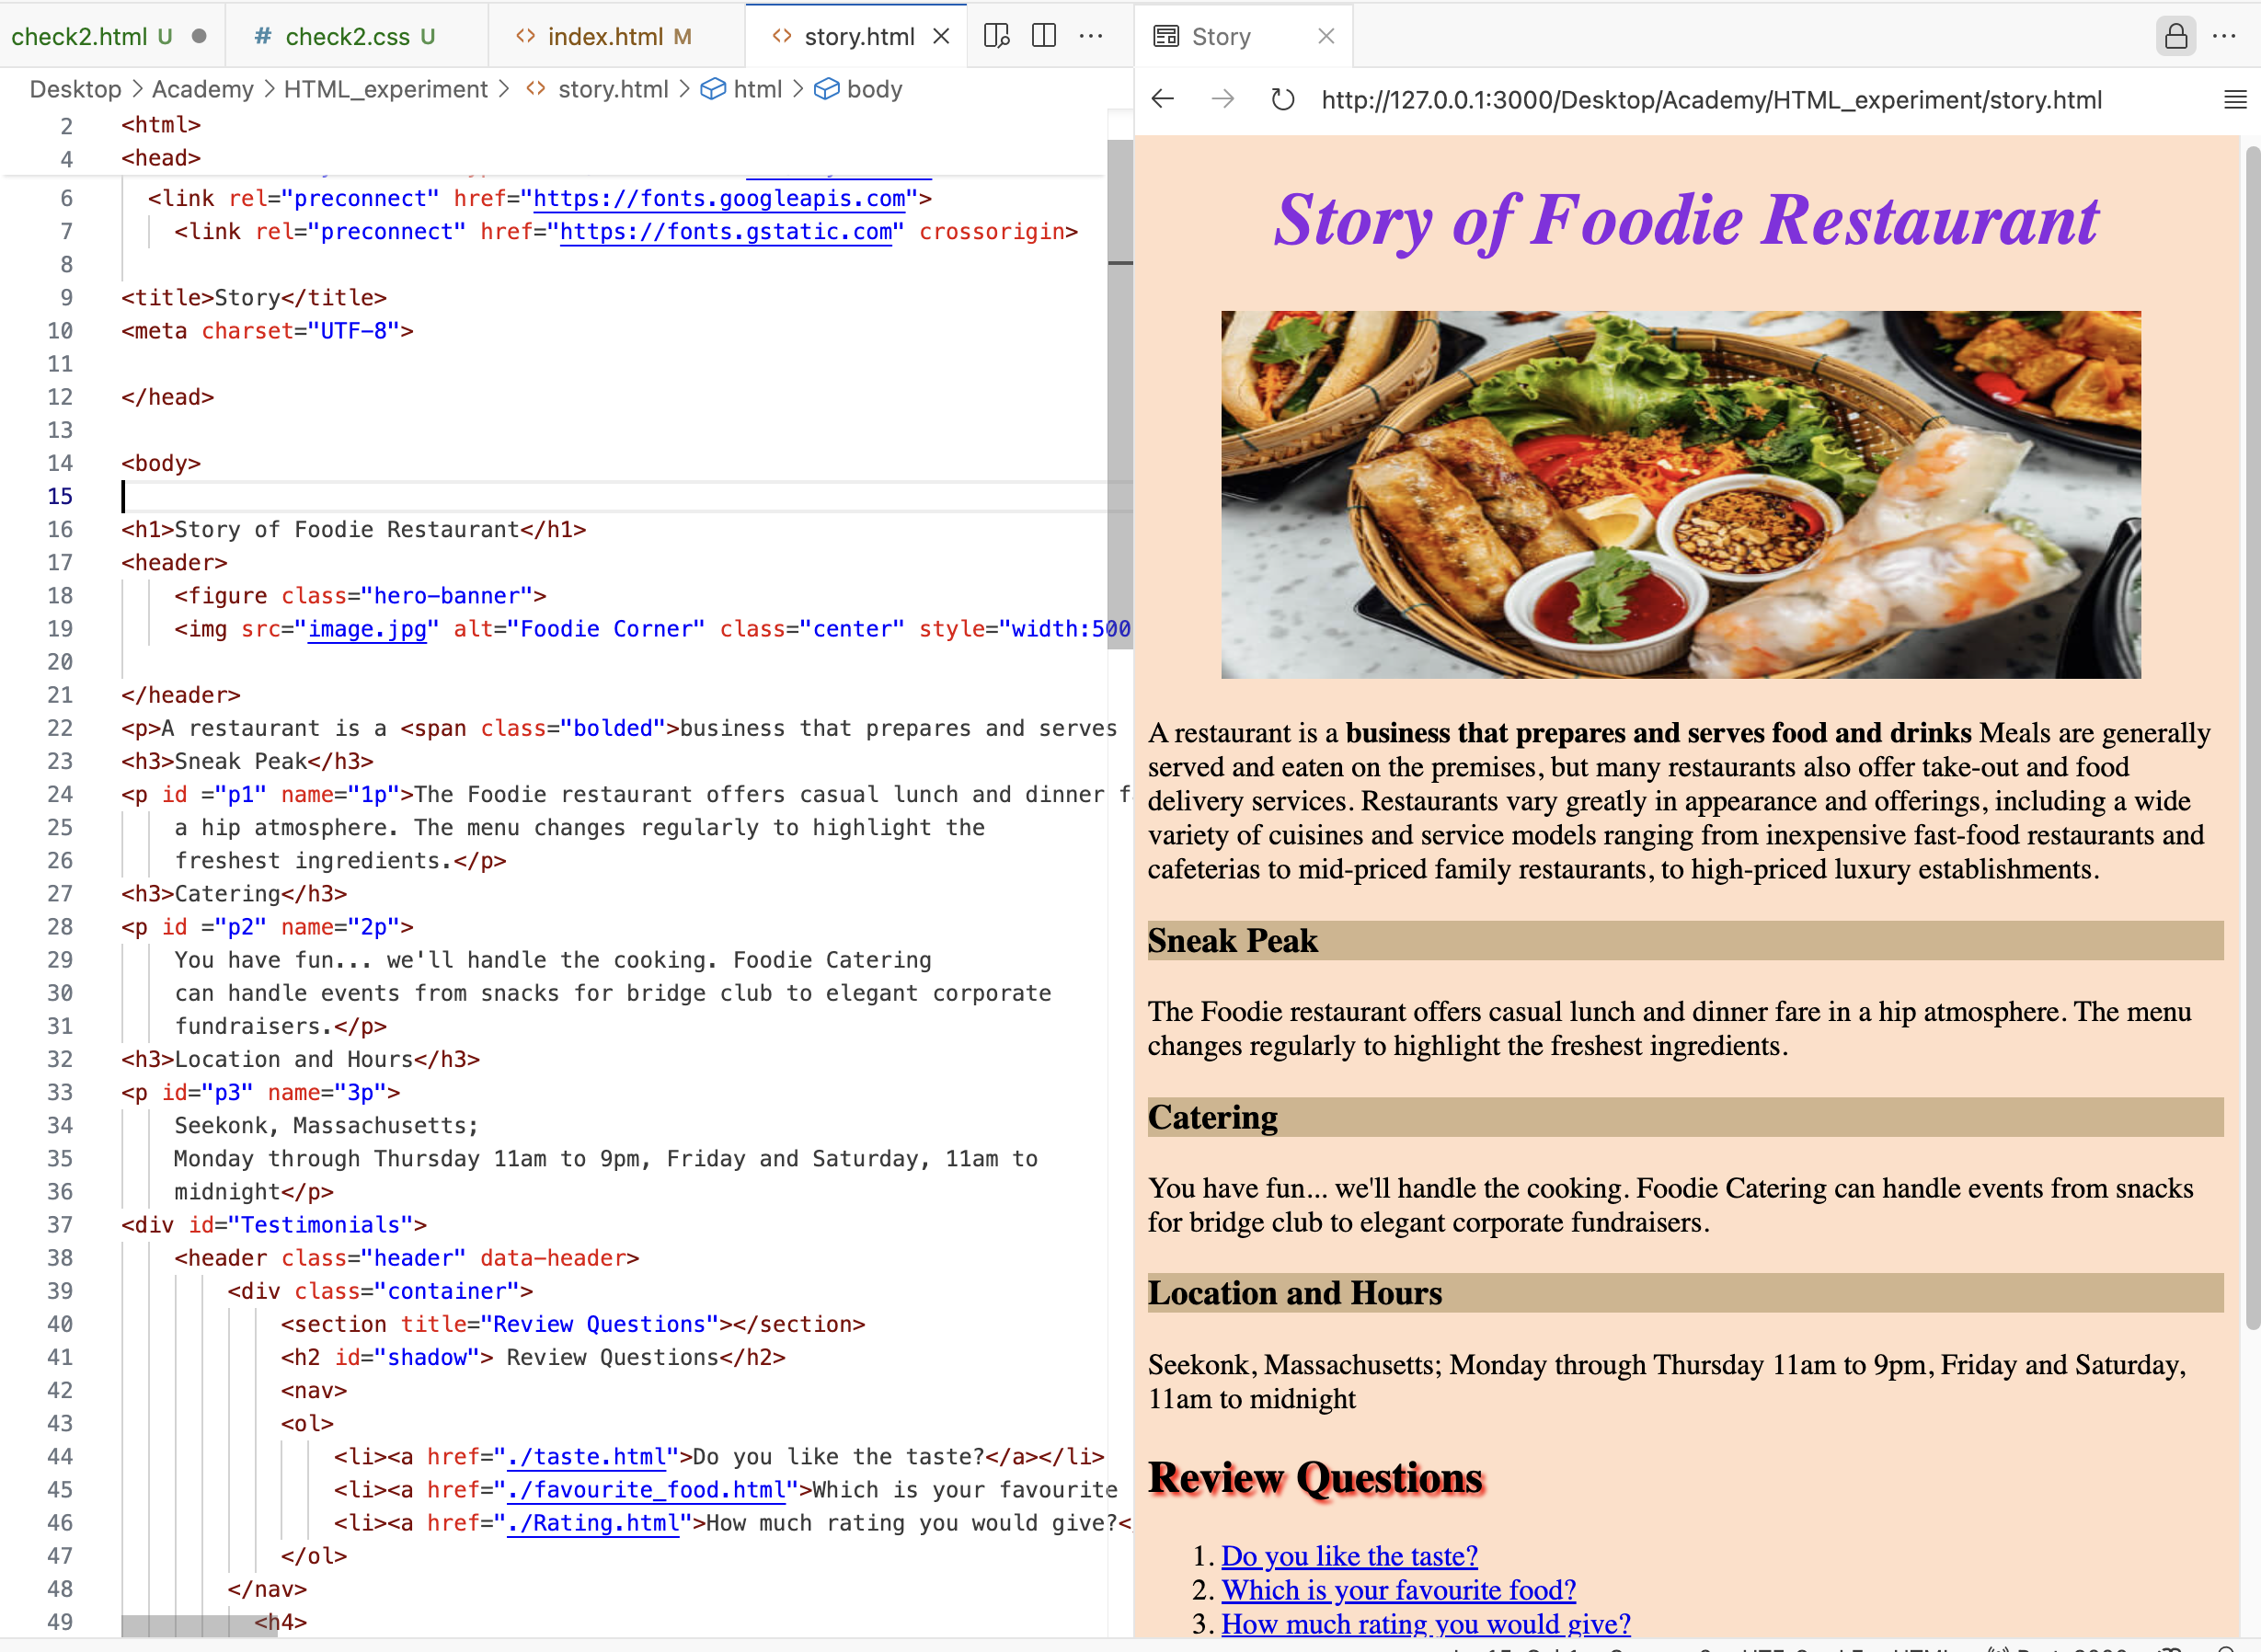 check2.html U
# check2.css U
<> index.html M
<> story.html
Story
Desktop > Academy > HTML_experiment > <> story.html > html > body
http://127.0.0.1:3000/Desktop/Academy/HTML_experiment/story.html
2 <html>
4 <head>
6 <link rel="preconnect" href="https://fonts.googleapis.com">
7 <link rel="preconnect" href="https://fonts.gstatic.com" crossorigin>
8
9 <title>Story</title>
10 <meta charset="UTF-8">
11
12 </head>
13
14 <body>
15
16 <h1>Story of Foodie Restaurant</h1>
17 <header>
18 <figure class="hero-banner">
19 <img src="image.jpg" alt="Foodie Corner" class="center" style="width:500
20
21 </header>
22 <p>A restaurant is a <span class="bolded">business that prepares and serves
23 <h3>Sneak Peak</h3>
24 <p id ="p1" name="1p">The Foodie restaurant offers casual lunch and dinner f
25 a hip atmosphere. The menu changes regularly to highlight the
26 freshest ingredients.</p>
27 <h3>Catering</h3>
28 <p id ="p2" name="2p">
29 You have fun... we'll handle the cooking. Foodie Catering
30 can handle events from snacks for bridge club to elegant corporate
31 fundraisers.</p>
32 <h3>Location and Hours</h3>
33 <p id="p3" name="3p">
34 Seekonk, Massachusetts;
35 Monday through Thursday 11am to 9pm, Friday and Saturday, 11am to
36 midnight</p>
37 <div id="Testimonials">
38 <header class="header" data-header>
39 <div class="container">
40 <section title="Review Questions"></section>
41 <h2 id="shadow"> Review Questions</h2>
42 <nav>
43 <ol>
44 <li><a href="./taste.html">Do you like the taste?</a></li>
45 <li><a href="./favourite_food.html">Which is your favourite
46 <li><a href="./Rating.html">How much rating you would give?<
47 </ol>
48 </nav>
49 <h4>
Story of Foodie Restaurant
A restaurant is a business that prepares and serves food and drinks Meals are generally
served and eaten on the premises, but many restaurants also offer take-out and food
delivery services. Restaurants vary greatly in appearance and offerings, including a wide
variety of cuisines and service models ranging from inexpensive fast-food restaurants and
cafeterias to mid-priced family restaurants, to high-priced luxury establishments.
Sneak Peak
The Foodie restaurant offers casual lunch and dinner fare in a hip atmosphere. The menu
changes regularly to highlight the freshest ingredients.
Catering
You have fun... we'll handle the cooking. Foodie Catering can handle events from snacks
for bridge club to elegant corporate fundraisers.
Location and Hours
Seekonk, Massachusetts; Monday through Thursday 11am to 9pm, Friday and Saturday,
11am to midnight
Review Questions
1. Do you like the taste?
2. Which is your favourite food?
3. How much rating you would give?